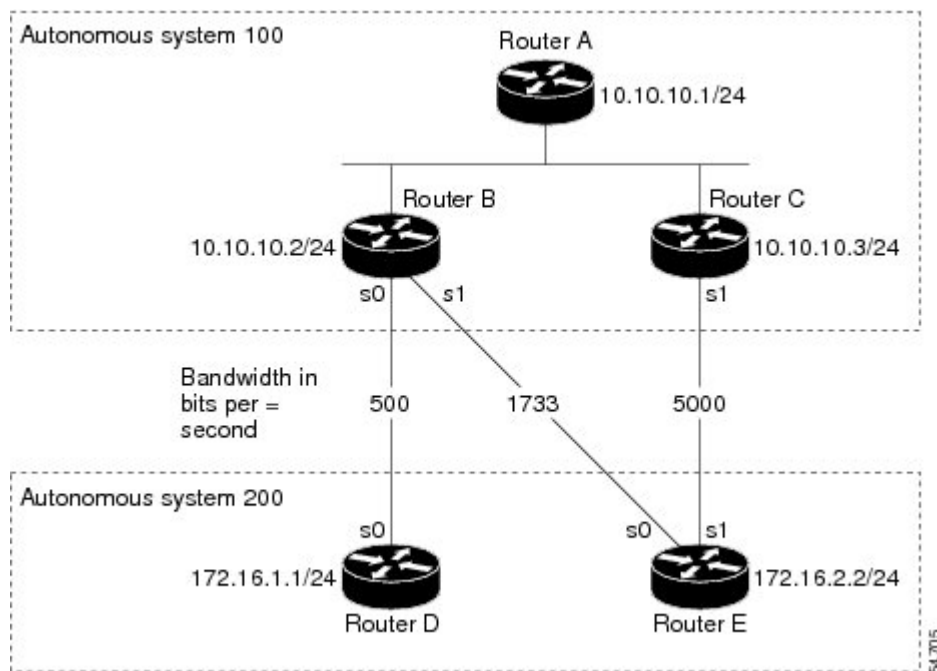 Autonomous system 100
Router A
10.10.10.1/24
Router B
Router C
10.10.10.2/24
10.10.10.3/24
s0
s1
s1
Bandwidth in
bits per =
second
500
1733
5000
Autonomous system 200
s0
s0
s1
172.16.1.1/24
172.16.2.2/24
Router D
Router E